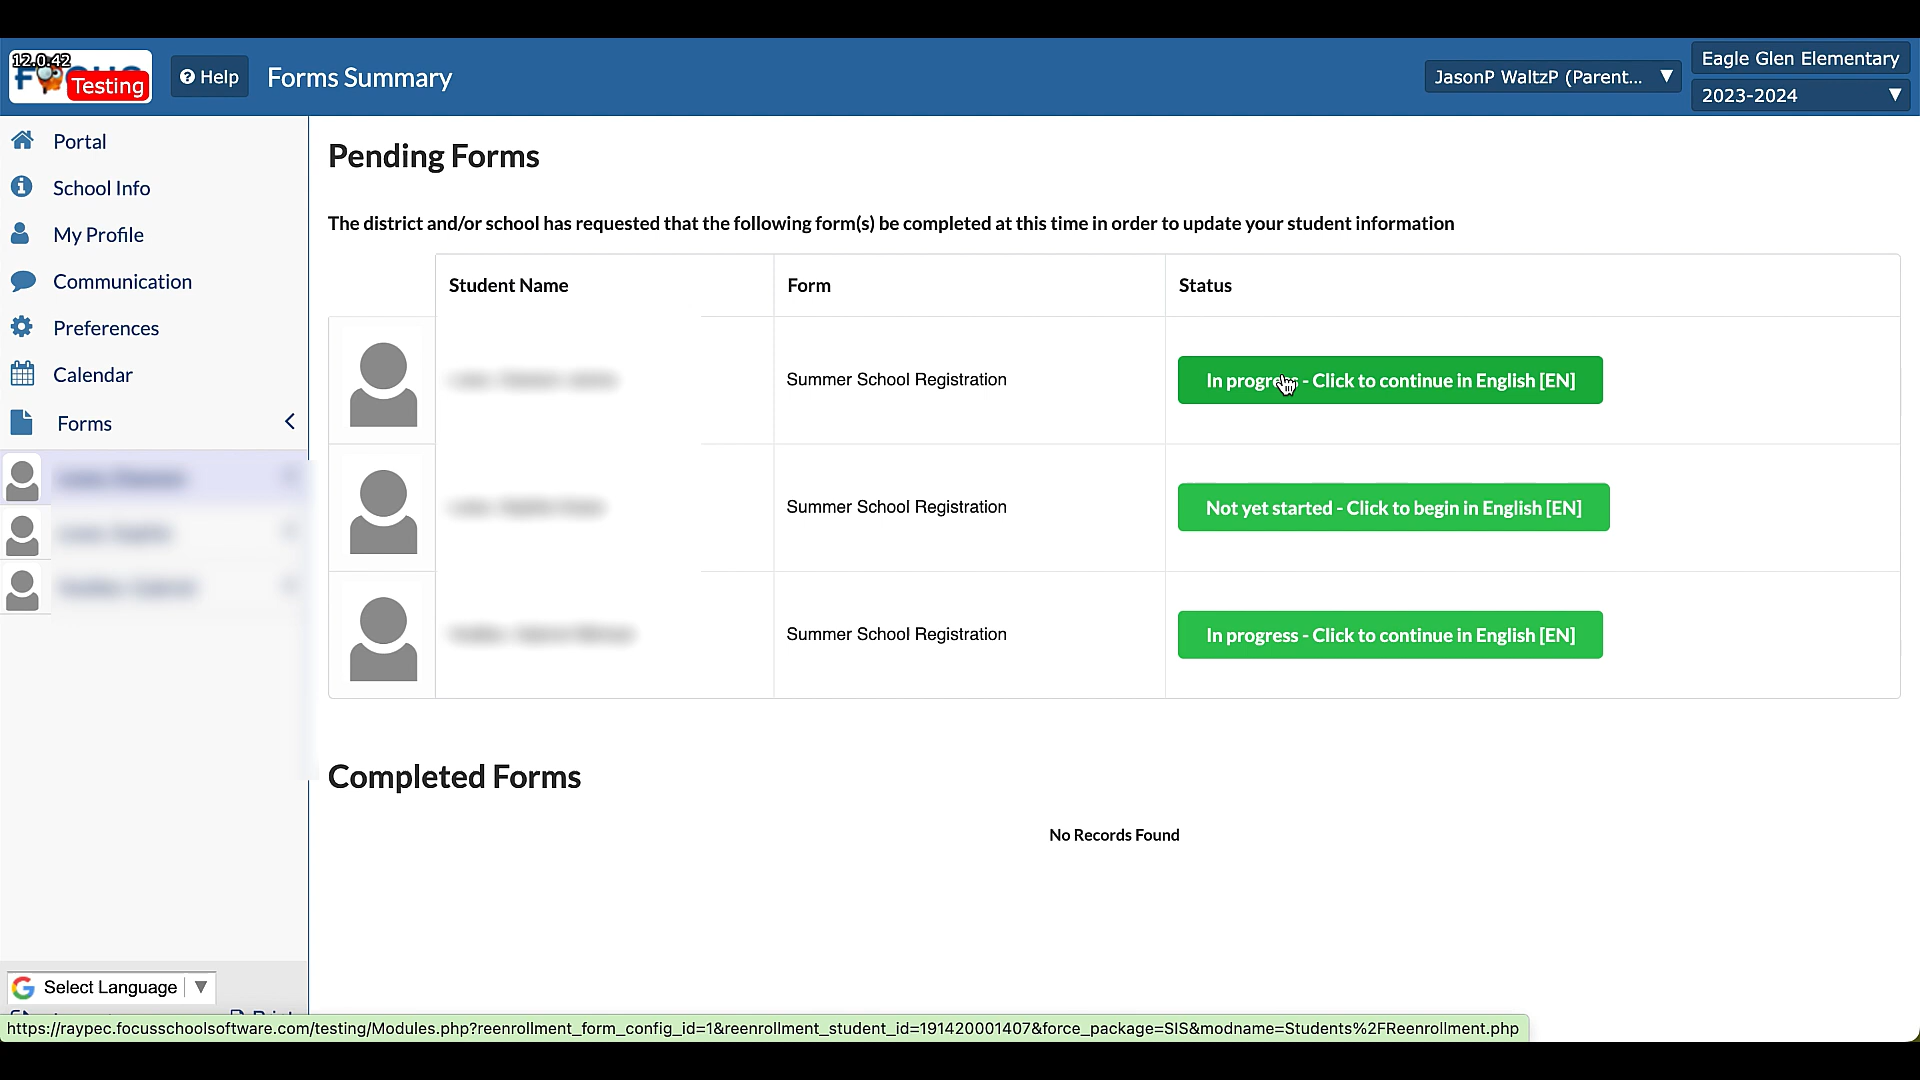 12.0.42
FOCUS
Testing
Help
Forms Summary
JasonP WaltzP (Parent...
Eagle Glen Elementary
2023-2024
Portal
School Info
My Profile
Communication
Preferences
Calendar
Forms
Select Language
Pending Forms
The district and/or school has requested that the following form(s) be completed at this time in order to update your student information
Student Name Form Status
Summer School Registration In progress - Click to continue in English [EN]
Summer School Registration Not yet started - Click to begin in English [EN]
Summer School Registration In progress - Click to continue in English [EN]
Completed Forms
No Records Found
https://raypec.focusschoolsoftware.com/testing/Modules.php?reenrollment_form_config_id=1&reenrollment_student_id=191420001407&force_package=SIS&modname=Students%2FReenrollment.php